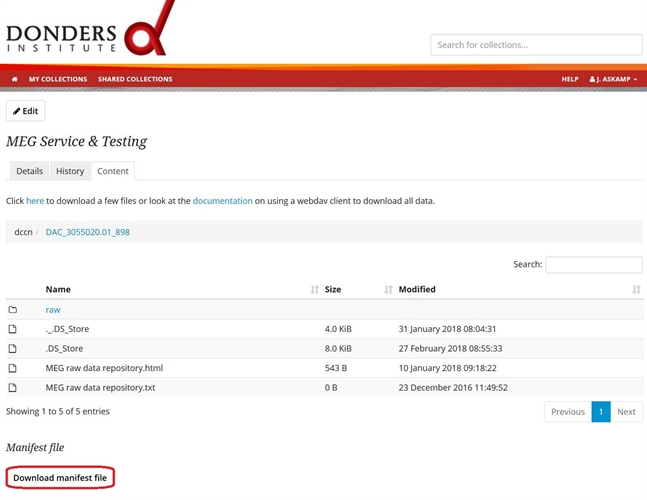 DONDERS
INSTITUTE
Search for collections...
MY COLLECTIONS SHARED COLLECTIONS HELP J. ASKAMP
Edit
MEG Service & Testing
Details History Content
Click here to download a few files or look at the documentation on using a webdav client to download all data.
dccn / DAC_3055020.01_898
Search:
Name Size Modified
raw
._.DS_Store 4.0 KiB 31 January 2018 08:04:31
.DS_Store 8.0 KiB 27 February 2018 08:55:33
MEG raw data repository.html 543 B 10 January 2018 09:18:22
MEG raw data repository.txt 0 B 23 December 2016 11:49:52
Showing 1 to 5 of 5 entries Previous 1 Next
Manifest file
Download manifest file